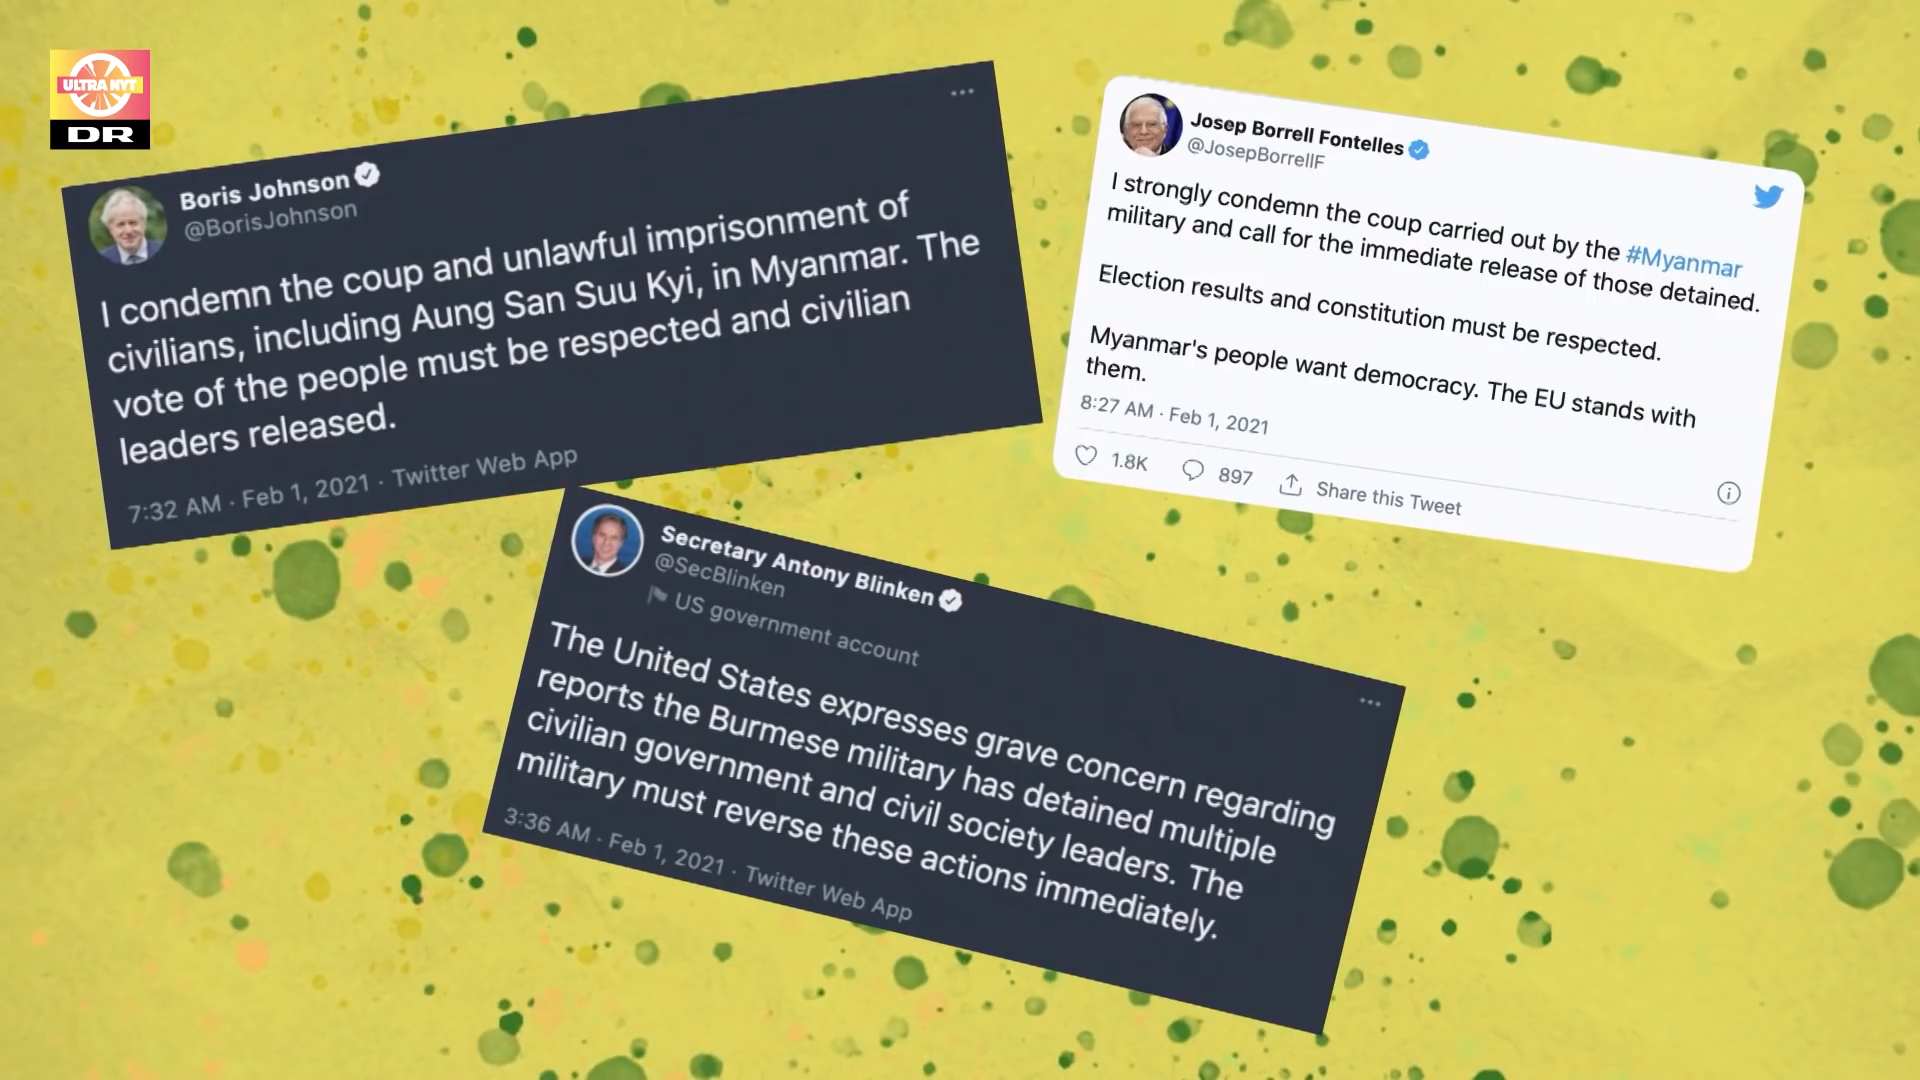 ULTRA NYT
DR
Boris Johnson
@BorisJohnson
I condemn the coup and unlawful imprisonment of
civilians, including Aung San Suu Kyi, in Myanmar. The
vote of the people must be respected and civilian
leaders released.
7:32 AM · Feb 1, 2021 · Twitter Web App
Josep Borrell Fontelles
@JosepBorrellF
I strongly condemn the coup carried out by the #Myanmar
military and call for the immediate release of those detained.
Election results and constitution must be respected.
Myanmar's people want democracy. The EU stands with
them.
8:27 AM · Feb 1, 2021
1.8K 897 Share this Tweet
Secretary Antony Blinken
@SecBlinken
US government account
The United States expresses grave concern regarding
reports the Burmese military has detained multiple
civilian government and civil society leaders. The
military must reverse these actions immediately.
3:36 AM · Feb 1, 2021 · Twitter Web App